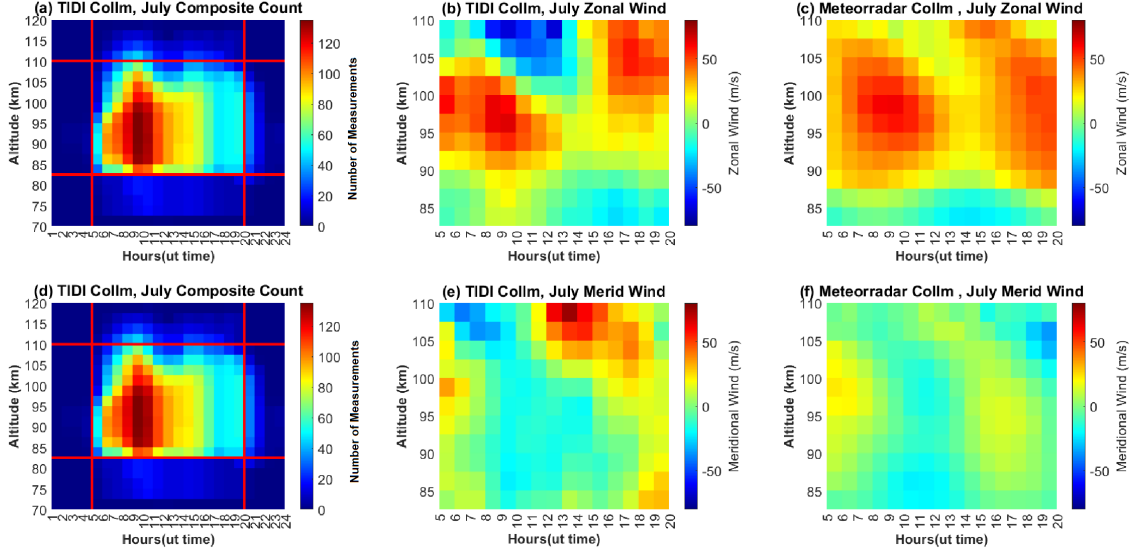 (a) TIDI Collm, July Composite Count
120
115
110
105
100
95
90
85
80
75
70
Altitude (km)
1 2 3 4 5 6 7 8 9 10 11 12 13 14 15 16 17 18 19 20 21 22 23 24
Hours(ut time)
120
100
80
60
40
20
0
Number of Measurements
(b) TIDI Collm, July Zonal Wind
110
105
100
95
90
85
Altitude (km)
5 6 7 8 9 10 11 12 13 14 15 16 17 18 19 20
Hours(ut time)
50
0
-50
Zonal Wind (m/s)
(c) Meteorradar Collm , July Zonal Wind
110
105
100
95
90
85
Altitude (km)
5 6 7 8 9 10 11 12 13 14 15 16 17 18 19 20
Hours(ut time)
50
0
-50
Zonal Wind (m/s)
(d) TIDI Collm, July Composite Count
120
115
110
105
100
95
90
85
80
75
70
Altitude (km)
1 2 3 4 5 6 7 8 9 10 11 12 13 14 15 16 17 18 19 20 21 22 23 24
Hours(ut time)
120
100
80
60
40
20
0
Number of Measurements
(e) TIDI Collm, July Merid Wind
110
105
100
95
90
85
Altitude (km)
5 6 7 8 9 10 11 12 13 14 15 16 17 18 19 20
Hours(ut time)
50
0
-50
Meridional Wind (m/s)
(f) Meteorradar Collm , July Merid Wind
110
105
100
95
90
85
Altitude (km)
5 6 7 8 9 10 11 12 13 14 15 16 17 18 19 20
Hours(ut time)
50
0
-50
Meridional Wind (m/s)